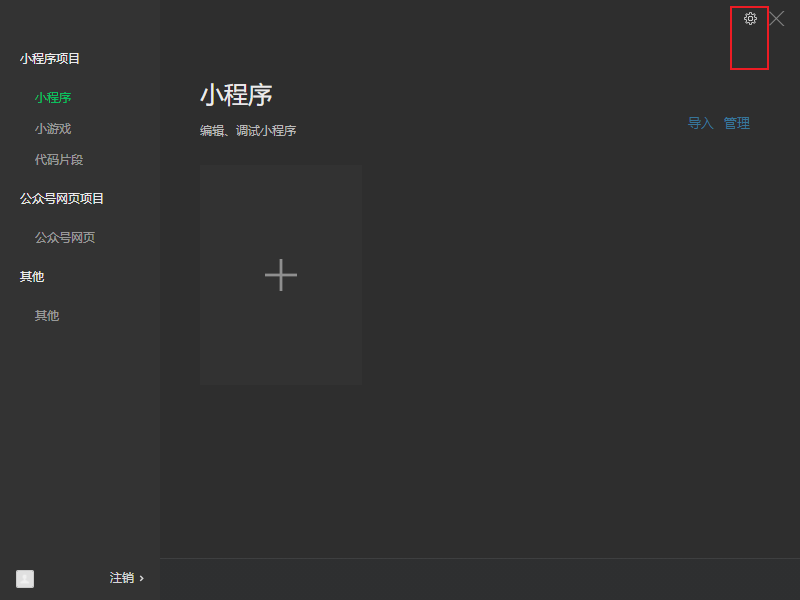 小程序项目
小程序
小游戏
代码片段
公众号网页项目
公众号网页
其他
其他
注销 ›
小程序
编辑、调试小程序
导入 管理